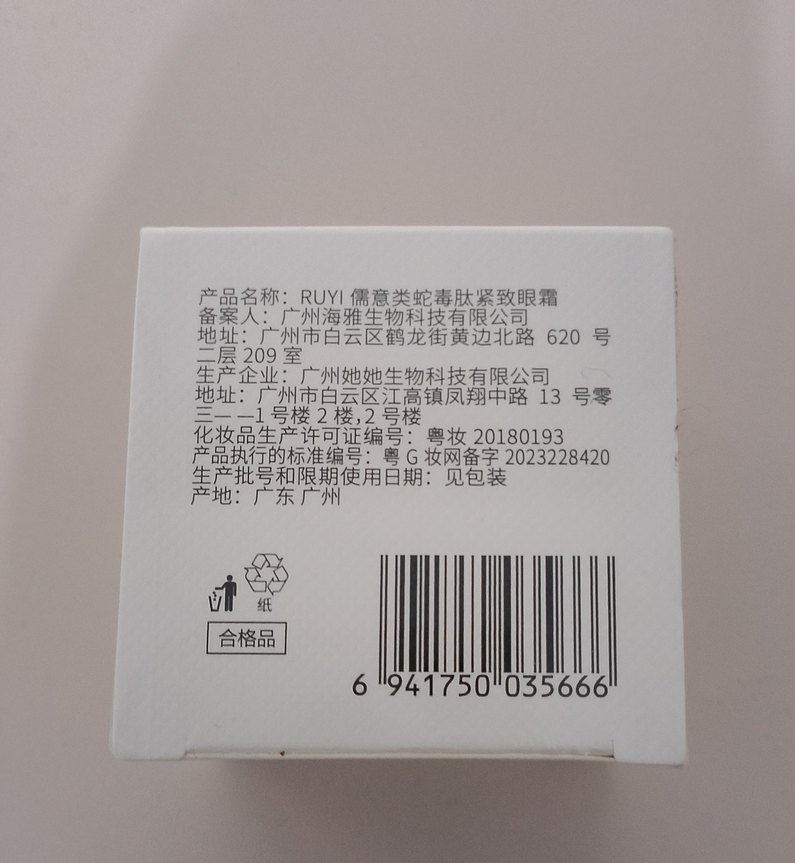 产品名称：RUYI 儒意类蛇毒肽紧致眼霜
备案人：广州海雅生物科技有限公司
地址：广州市白云区鹤龙街黄边北路 620 号
二层 209 室
生产企业：广州她她生物科技有限公司
地址：广州市白云区江高镇凤翔中路 13 号零
三——1 号楼 2 楼,2 号楼
化妆品生产许可证编号：粤妆 20180193
产品执行的标准编号：粤 G 妆网备字 2023228420
生产批号和限期使用日期：见包装
产地：广东 广州
纸
合格品
6 941750 035666